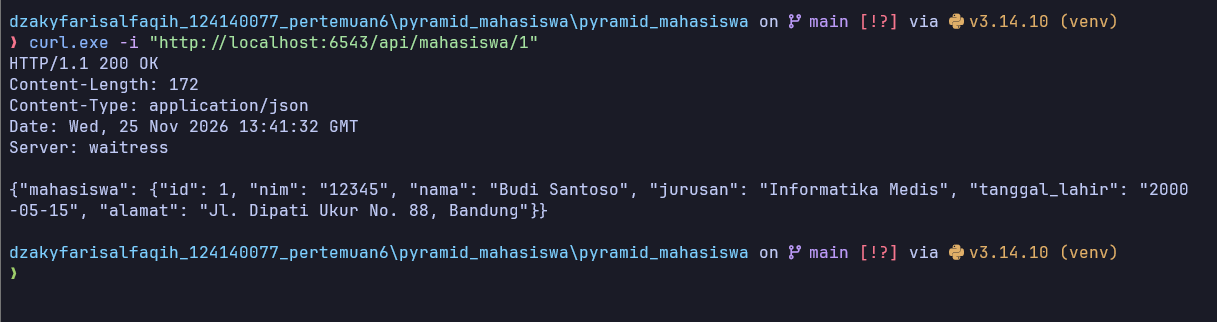 dzakyfarisalfaqih_124140077_pertemuan6\pyramid_mahasiswa\pyramid_mahasiswa on main [!?] via v3.14.10 (venv)
❯ curl.exe -i "http://localhost:6543/api/mahasiswa/1"
HTTP/1.1 200 OK
Content-Length: 172
Content-Type: application/json
Date: Wed, 25 Nov 2026 13:41:32 GMT
Server: waitress
{"mahasiswa": {"id": 1, "nim": "12345", "nama": "Budi Santoso", "jurusan": "Informatika Medis", "tanggal_lahir": "2000
-05-15", "alamat": "Jl. Dipati Ukur No. 88, Bandung"}}
dzakyfarisalfaqih_124140077_pertemuan6\pyramid_mahasiswa\pyramid_mahasiswa on main [!?] via v3.14.10 (venv)
❯